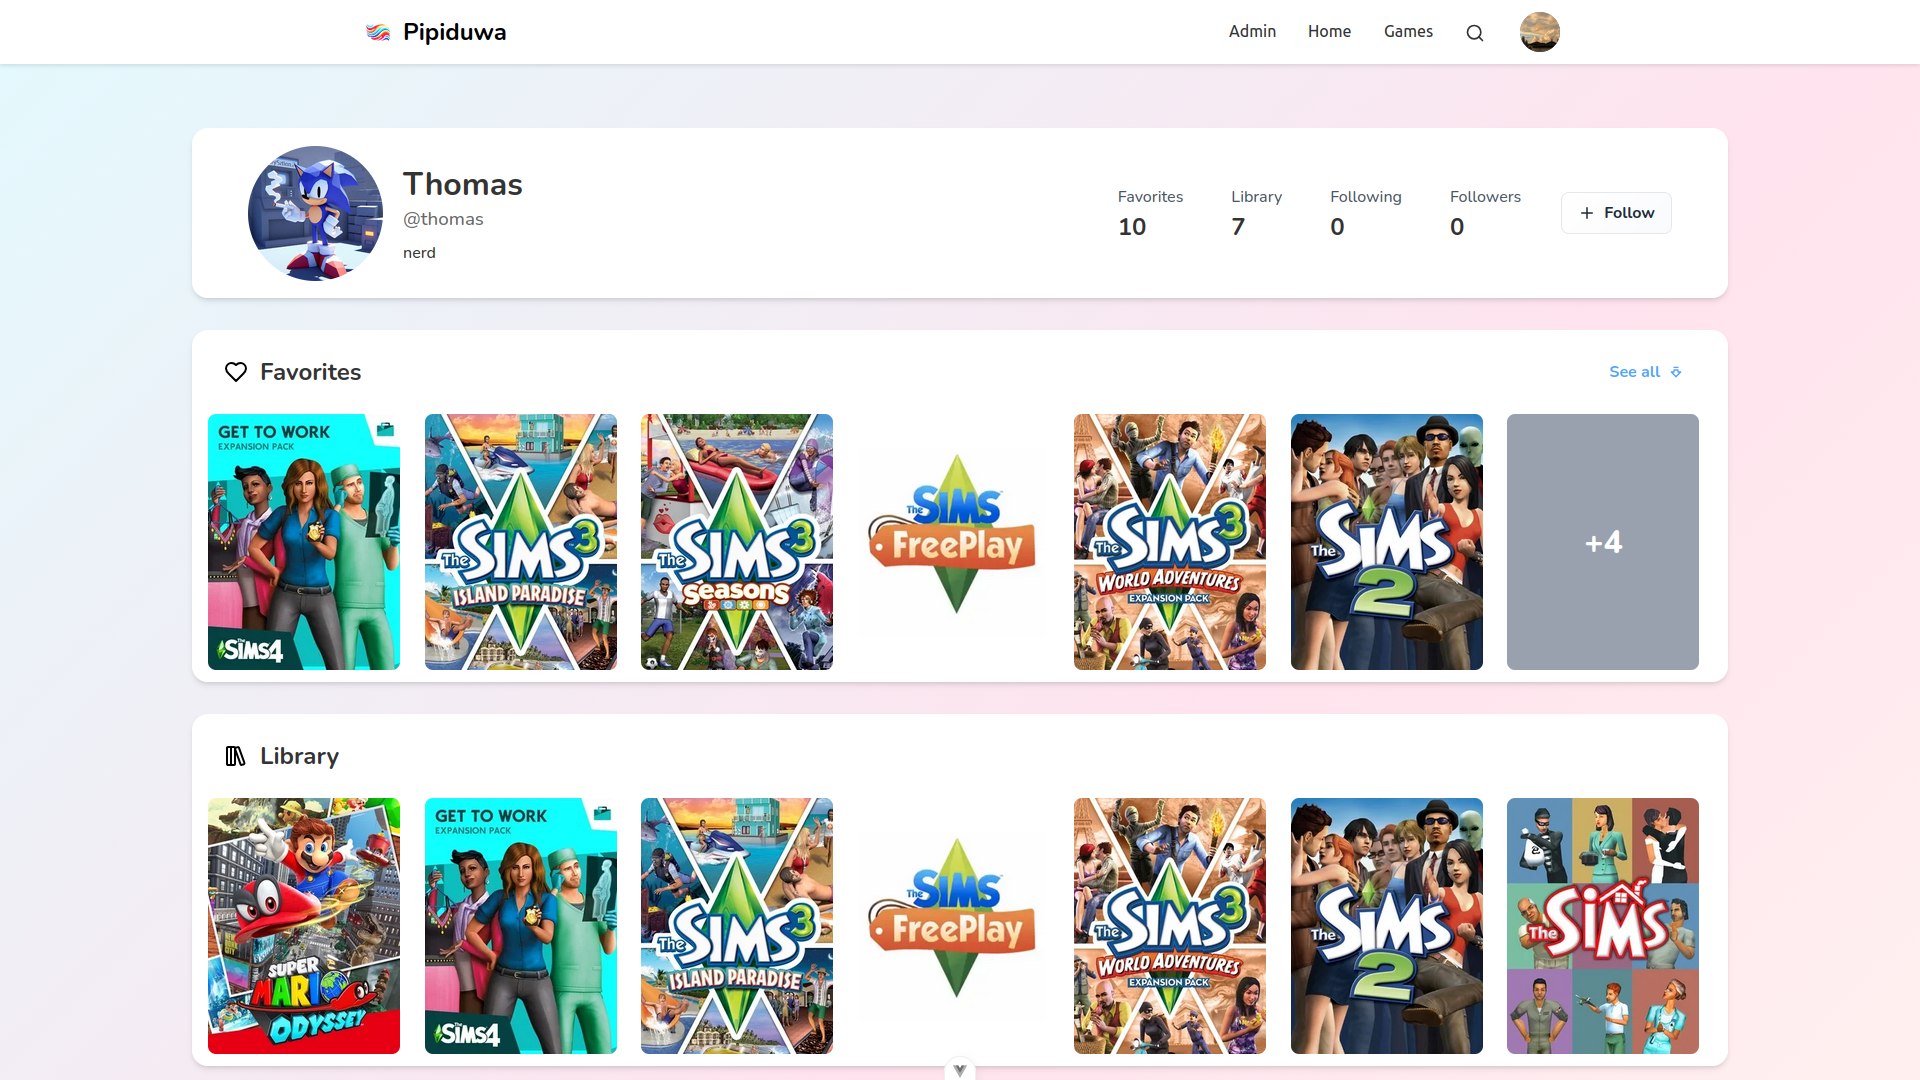 Pipiduwa
Admin
Home
Games
Thomas
@thomas
nerd
Favorites
10
Library
7
Following
0
Followers
0
Follow
Favorites
See all
GET TO WORK
EXPANSION PACK
The SIMS 4
The SIMS 3
ISLAND PARADISE
The SIMS 3
Seasons
The SIMS
FreePlay
The SIMS 3
WORLD ADVENTURES
EXPANSION PACK
The SIMS
2
+4
Library
SUPER
MARIO
ODYSSEY
GET TO WORK
EXPANSION PACK
The SIMS 4
The SIMS 3
ISLAND PARADISE
The SIMS
FreePlay
The SIMS 3
WORLD ADVENTURES
EXPANSION PACK
The SIMS
2
The SIMS